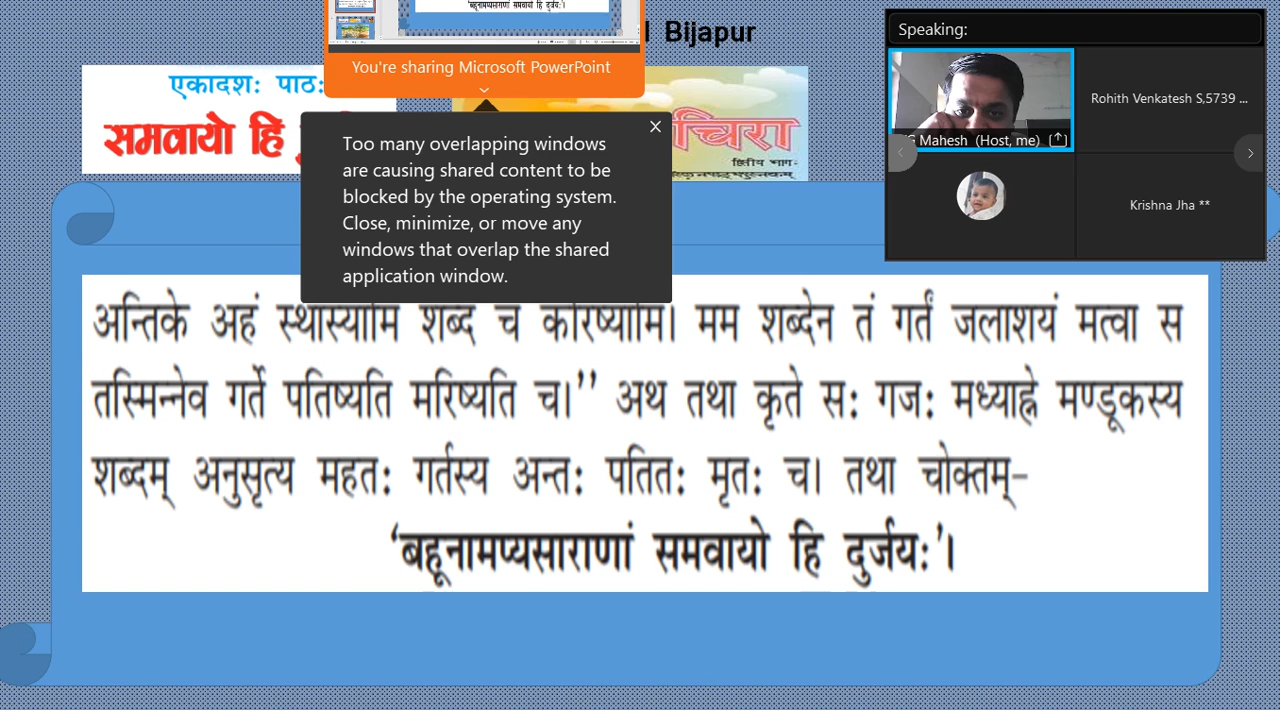 Bijapur
You're sharing Microsoft PowerPoint
Too many overlapping windows
are causing shared content to be
blocked by the operating system.
Close, minimize, or move any
windows that overlap the shared
application window.
Speaking:
Mahesh (Host, me)
Rohith Venkatesh S,5739 ...
Krishna Jha **
एकादशः पाठः
समवायो हि
द्वितीयो भागः
अन्तिके अहं स्थास्यामि शब्दं च करिष्यामि। मम शब्देन तं गर्तं जलाशयं मत्वा स
तस्मिन्नेव गर्ते पतिष्यति मरिष्यति च।’’ अथ तथा कृते सः गजः मध्याह्ने मण्डूकस्य
शब्दम् अनुसृत्य महतः गर्तस्य अन्तः पतितः मृतः च। तथा चोक्तम्-
‘बहूनामप्यसाराणां समवायो हि दुर्जयः’।